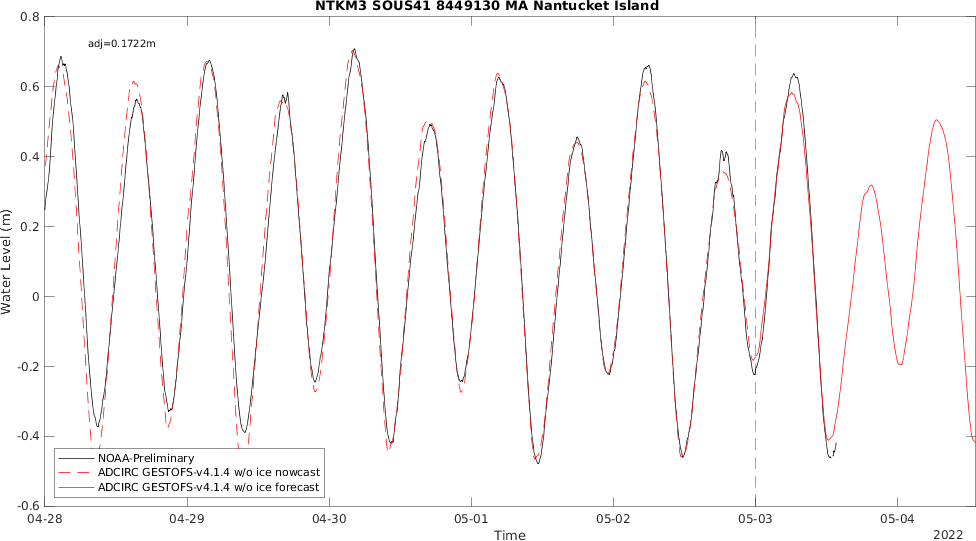 NTKM3 SOUS41 8449130 MA Nantucket Island
adj=0.1722m
0.8
0.6
0.4
0.2
0
-0.2
-0.4
-0.6
Water Level (m)
NOAA-Preliminary
ADCIRC GESTOFS-v4.1.4 w/o ice nowcast
ADCIRC GESTOFS-v4.1.4 w/o ice forecast
04-28 04-29 04-30 05-01 05-02 05-03 05-04
Time
2022